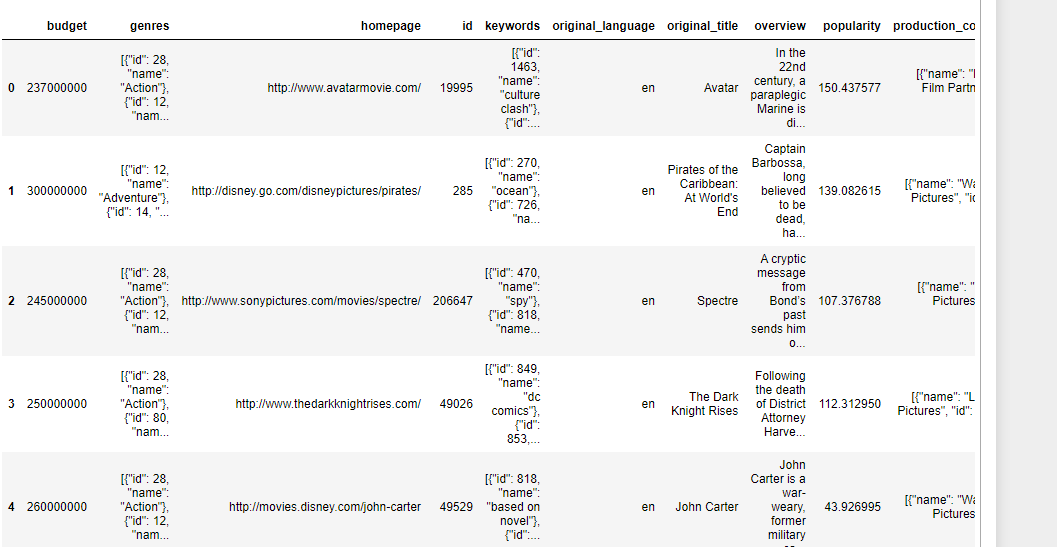 budget genres homepage id keywords original_language original_title overview popularity production_co
0 237000000 [{"id": 28, "name": "Action"}, {"id": 12, "nam... http://www.avatarmovie.com/ 19995 [{"id": 1463, "name": "culture clash"}, {"id":... en Avatar In the 22nd century, a paraplegic Marine is di... 150.437577 [{"name": " Film Partn
1 300000000 [{"id": 12, "name": "Adventure"}, {"id": 14, "... http://disney.go.com/disneypictures/pirates/ 285 [{"id": 270, "name": "ocean"}, {"id": 726, "na... en Pirates of the Caribbean: At World's End Captain Barbossa, long believed to be dead, ha... 139.082615 [{"name": "Wa Pictures", "id
2 245000000 [{"id": 28, "name": "Action"}, {"id": 12, "nam... http://www.sonypictures.com/movies/spectre/ 206647 [{"id": 470, "name": "spy"}, {"id": 818, "name... en Spectre A cryptic message from Bond's past sends him o... 107.376788 [{"name": " Pictures
3 250000000 [{"id": 28, "name": "Action"}, {"id": 80, "nam... http://www.thedarkknightrises.com/ 49026 [{"id": 849, "name": "dc comics"}, {"id": 853,... en The Dark Knight Rises Following the death of District Attorney Harve... 112.312950 [{"name": "L Pictures", "id":
4 260000000 [{"id": 28, "name": "Action"}, {"id": 12, "nam... http://movies.disney.com/john-carter 49529 [{"id": 818, "name": "based on novel"}, {"id":... en John Carter John Carter is a war-weary, former military 43.926995 [{"name": "Wa Pictures